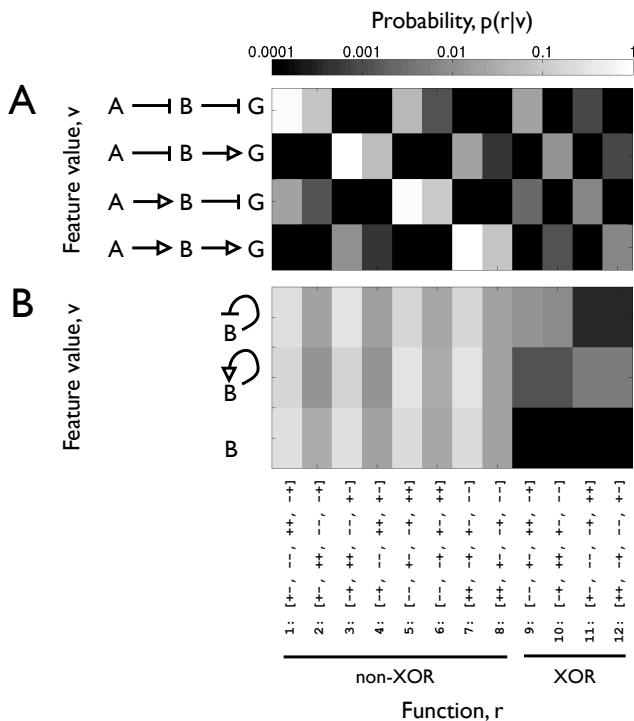 Probability, p(r|v)
0.0001 0.001 0.01 0.1 1
A
Feature value, v
A B G
A B G
A B G
A B G
B
Feature value, v
B
B
B
1: [+-, --, ++, -+]
2: [+-, ++, --, -+]
3: [-+, ++, --, +-]
4: [-+, --, ++, +-]
5: [--, +-, -+, ++]
6: [--, -+, +-, ++]
7: [++, -+, +-, --]
8: [++, +-, -+, --]
9: [--, +-, ++, -+]
10: [-+, ++, +-, --]
11: [+-, --, -+, ++]
12: [++, -+, --, +-]
non-XOR XOR
Function, r